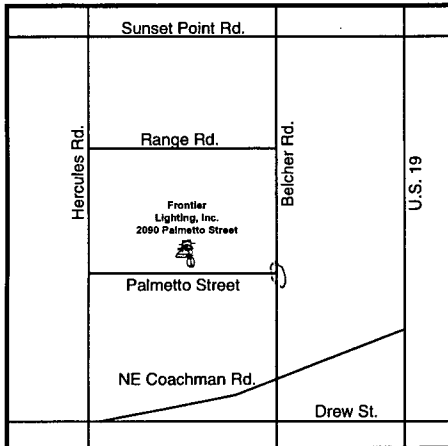 Sunset Point Rd.
Hercules Rd.
Range Rd.
Belcher Rd.
U.S. 19
Frontier
Lighting, Inc.
2090 Palmetto Street
Palmetto Street
NE Coachman Rd.
Drew St.